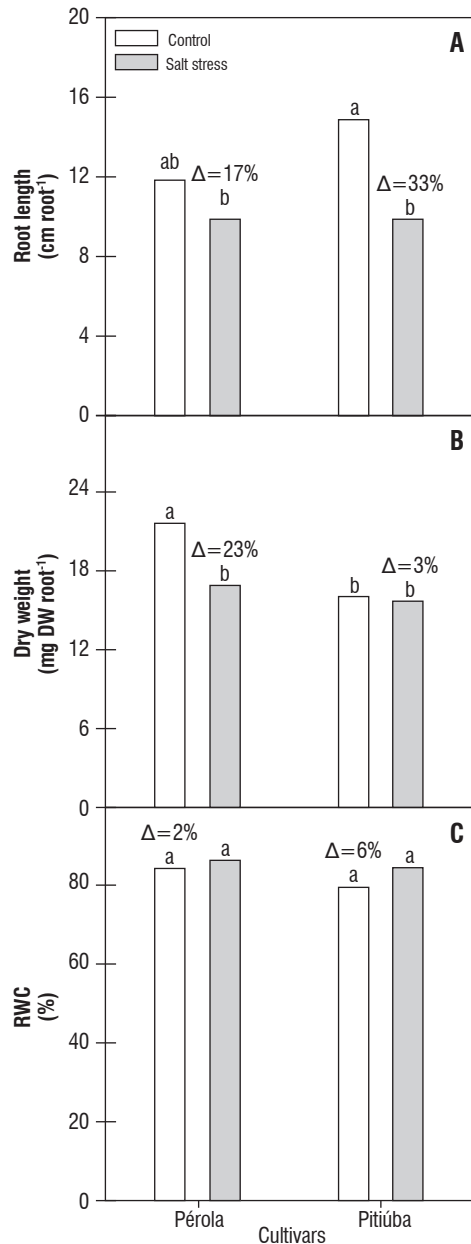 20
A
Control
Salt stress
16
a
ab
Δ=17%
Δ=33%
12
b
b
8
4
0
Root length
(cm root⁻¹)
B
24
a
Δ=23%
18
b
b
Δ=3%
b
12
6
0
Dry weight
(mg DW root⁻¹)
C
Δ=2%
a
a
Δ=6%
a
a
80
60
40
20
0
RWC
(%)
Pérola
Pitiúba
Cultivars